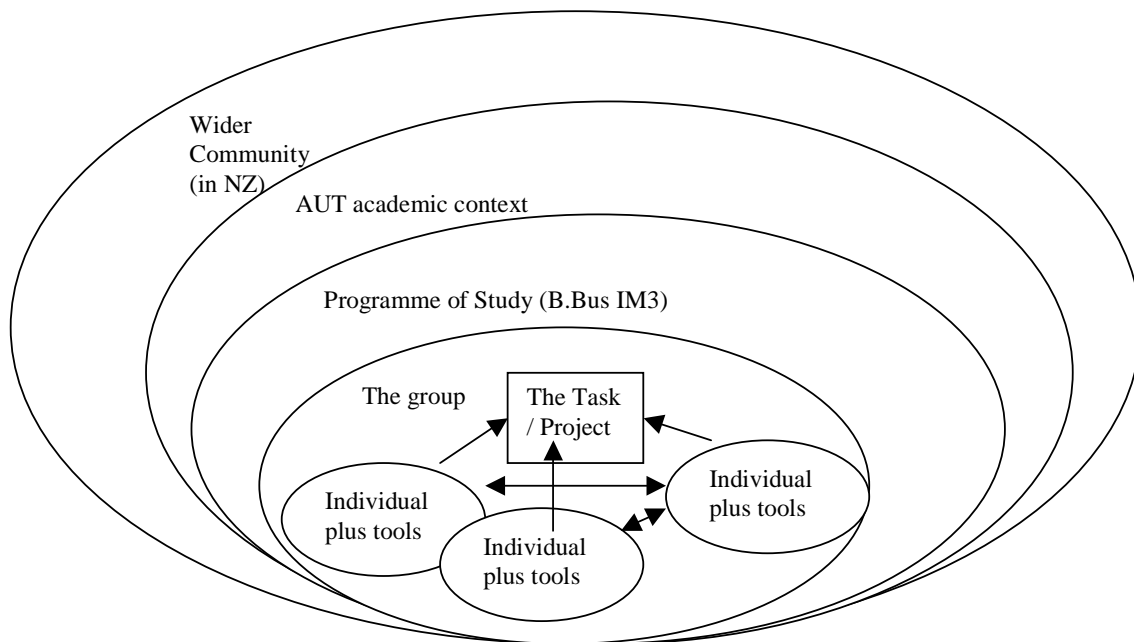 Wider
Community
(in NZ)
AUT academic context
Programme of Study (B.Bus IM3)
The group
The Task
/ Project
Individual
plus tools
Individual
plus tools
Individual
plus tools